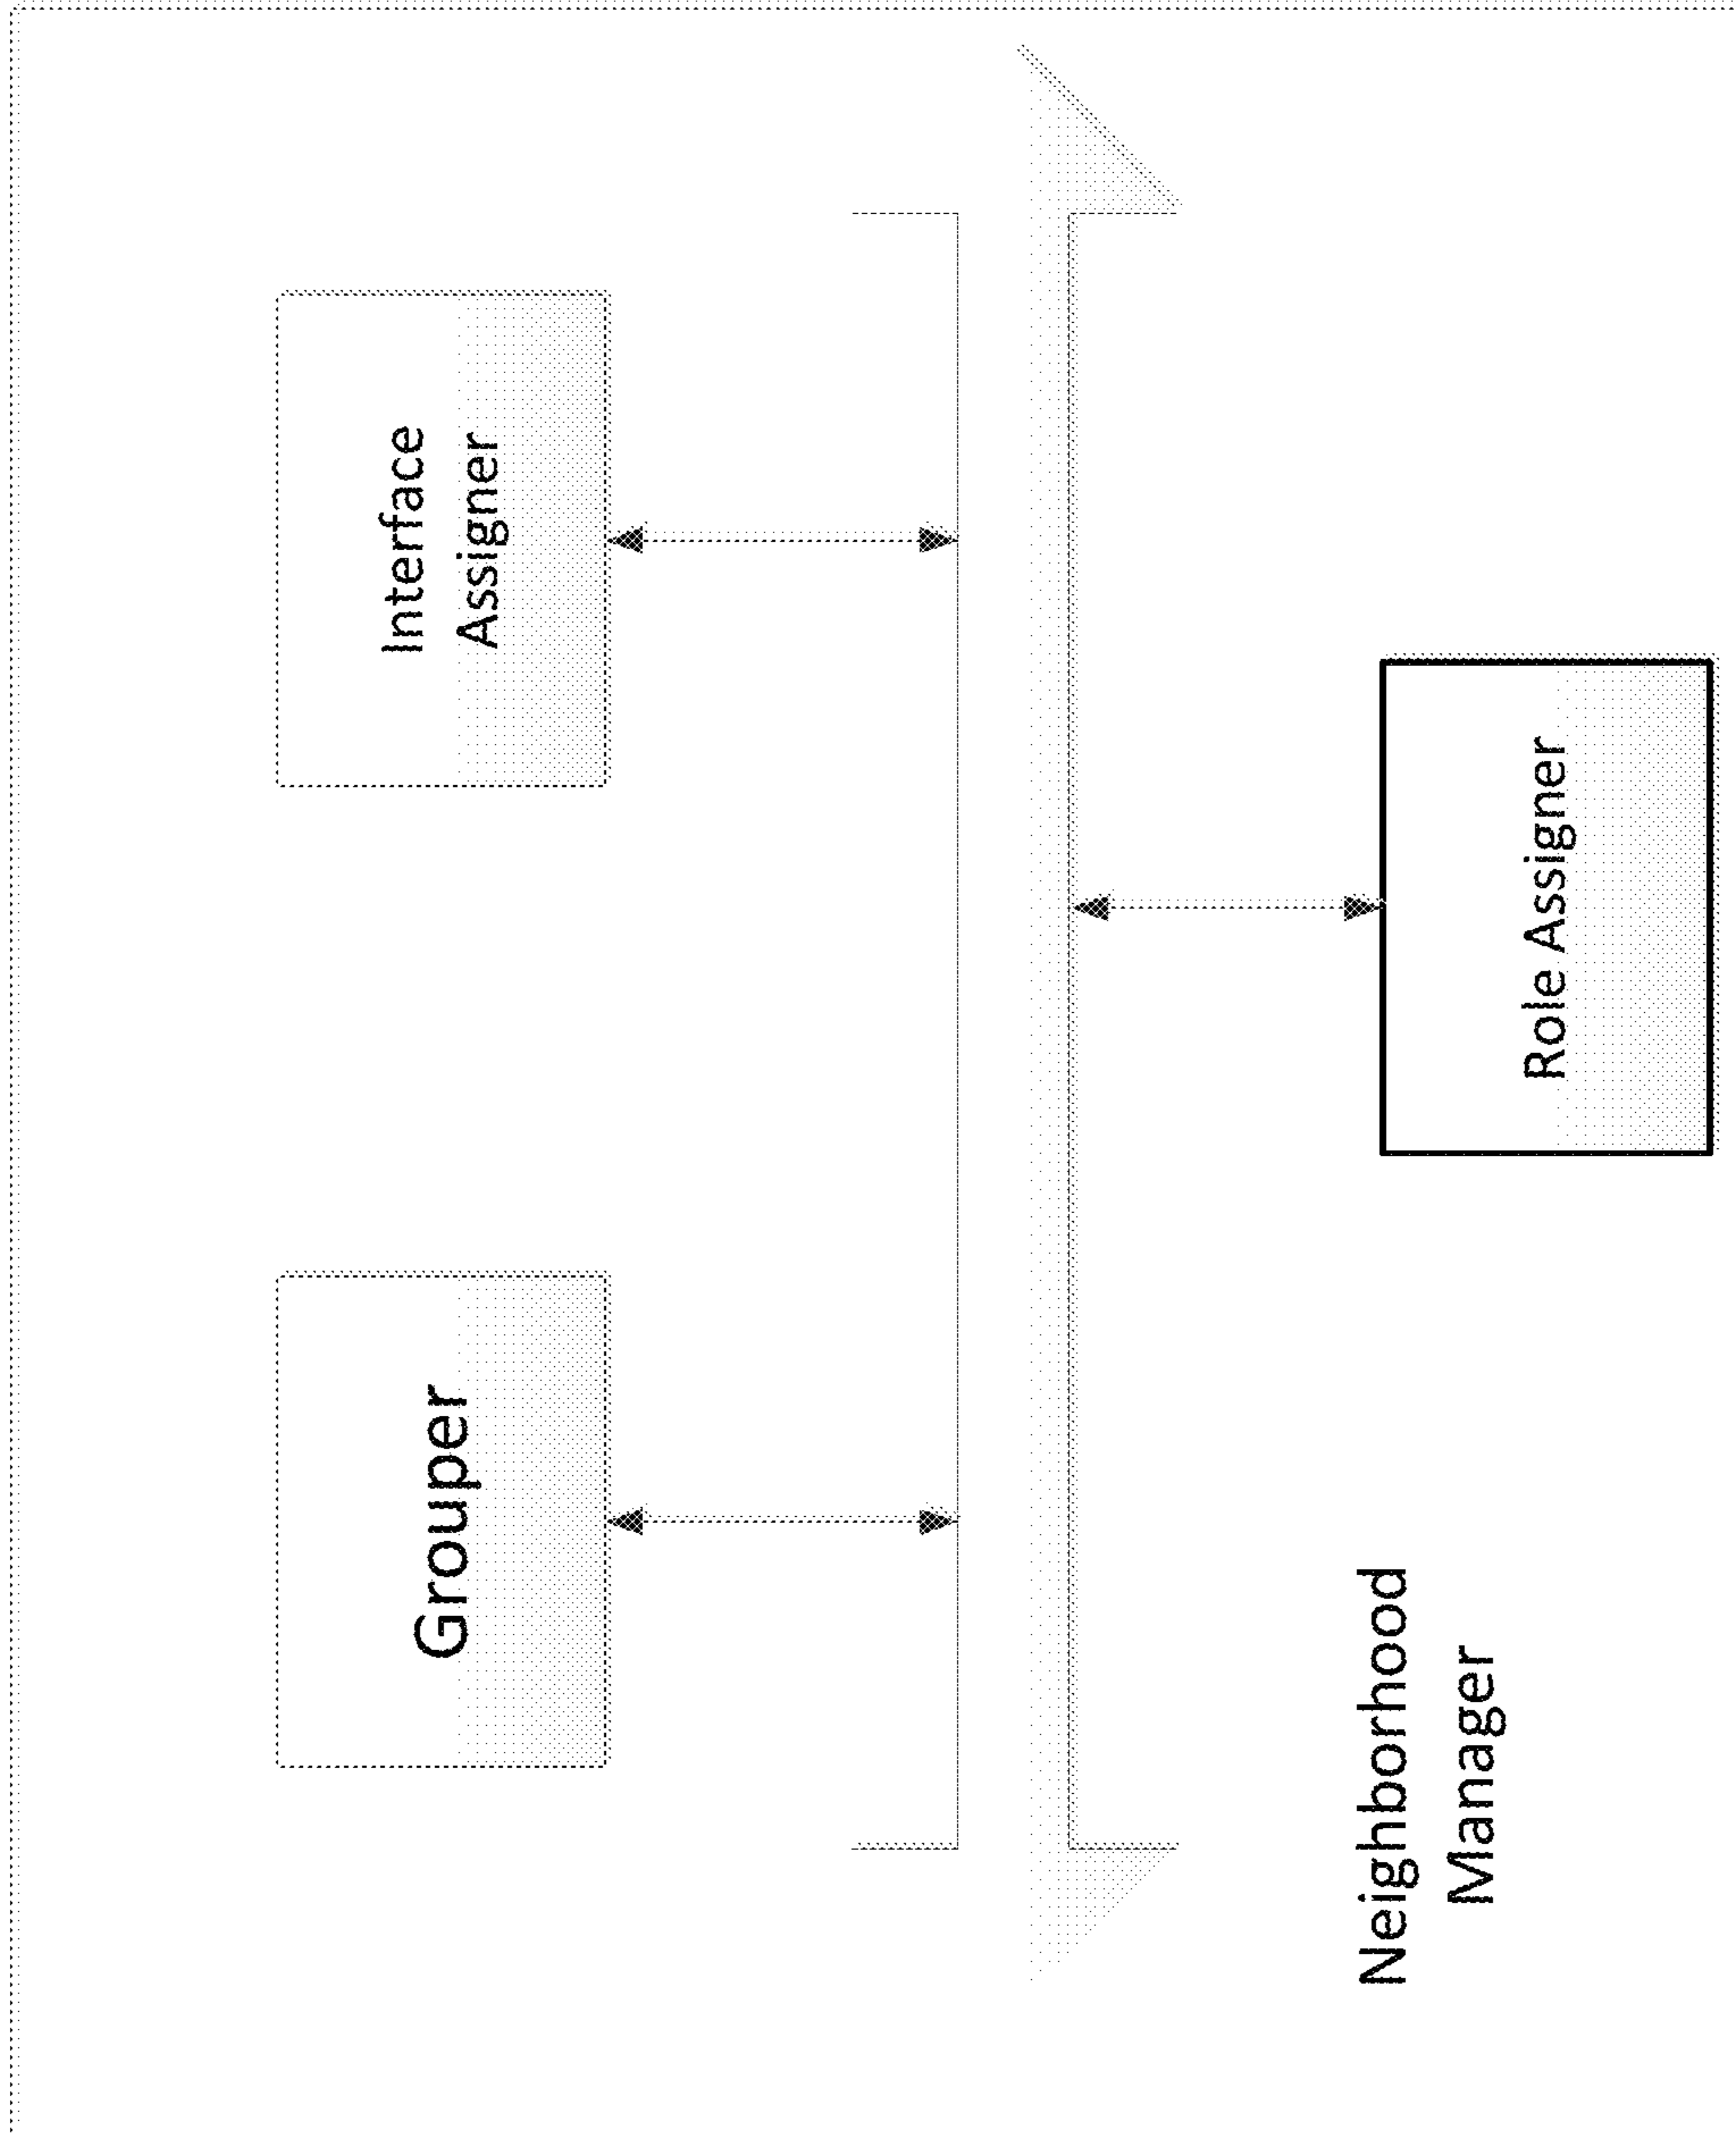 Grouper
Interface
Assigner
Role Assigner
Neighborhood
Manager